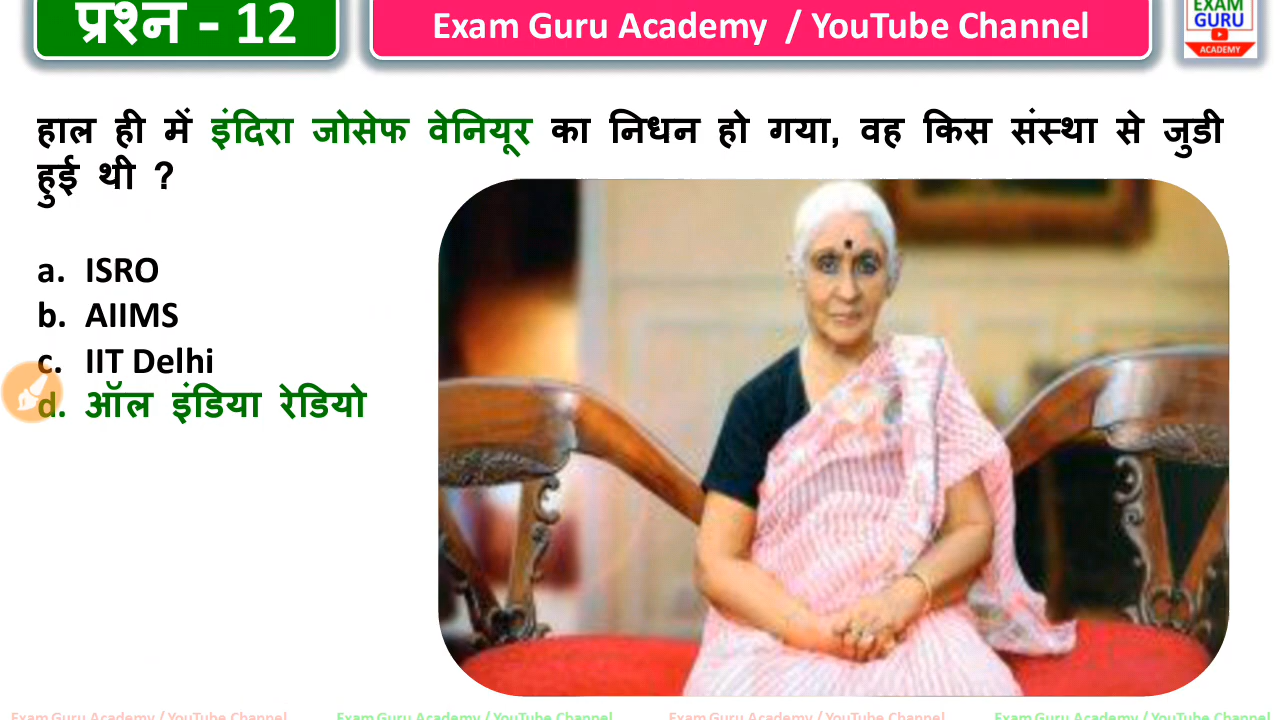 प्रश्न - 12
Exam Guru Academy / YouTube Channel
EXAM
GURU
ACADEMY
हाल ही में इंदिरा जोसेफ वेनियूर का निधन हो गया, वह किस संस्था से जुडी
हुई थी ?
a. ISRO
b. AIIMS
c. IIT Delhi
d. ऑल इंडिया रेडियो
Exam Guru Academy / YouTube Channel Exam Guru Academy / YouTube Channel Exam Guru Academy / YouTube Channel Exam Guru Academy / YouTube Channel